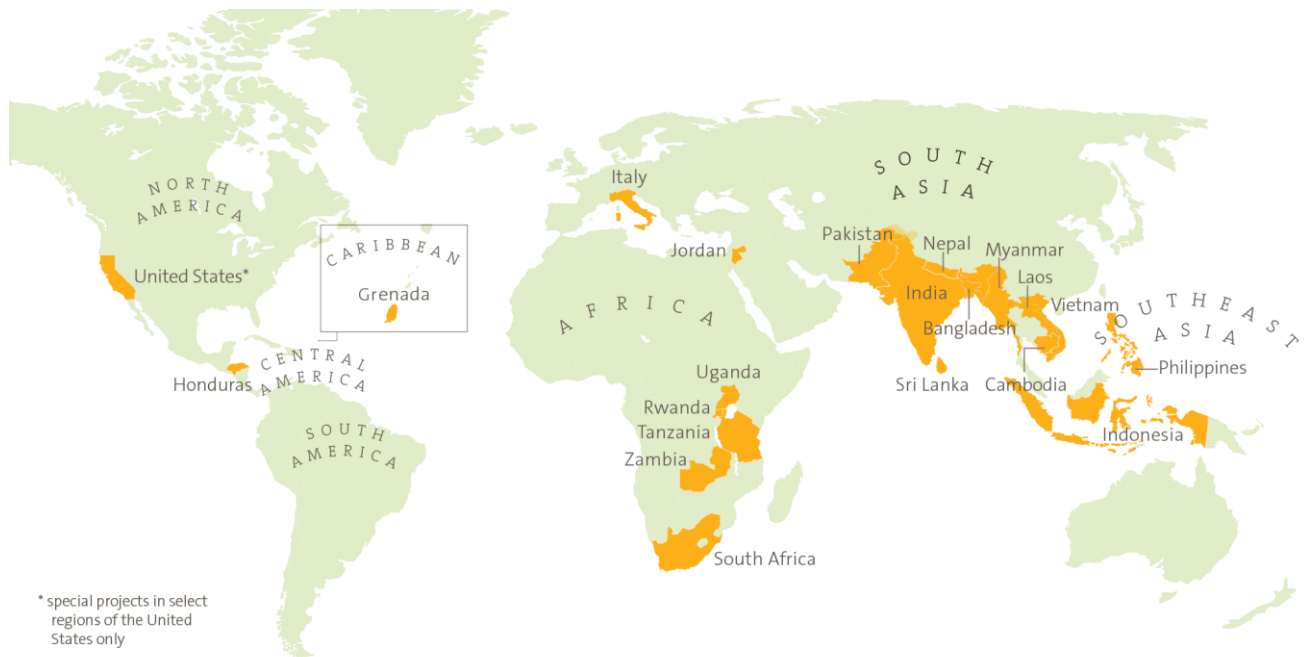 NORTH
AMERICA
United States*
CARIBBEAN
Grenada
Honduras
CENTRAL
AMERICA
SOUTH
AMERICA
* special projects in select
regions of the United
States only
Italy
Jordan
AFRICA
Uganda
Rwanda
Tanzania
Zambia
South Africa
SOUTH
ASIA
Pakistan
Nepal
Myanmar
Laos
India
Vietnam
Bangladesh
SOUTHEAST
ASIA
Sri Lanka
Cambodia
Philippines
Indonesia